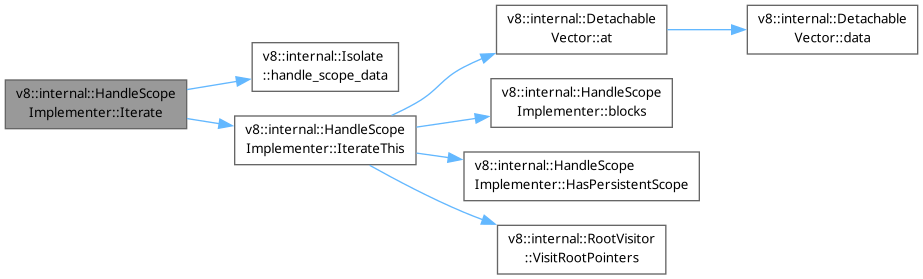 v8::internal::HandleScope
Implementer::Iterate
v8::internal::Isolate
::handle_scope_data
v8::internal::HandleScope
Implementer::IterateThis
v8::internal::Detachable
Vector::at
v8::internal::Detachable
Vector::data
v8::internal::HandleScope
Implementer::blocks
v8::internal::HandleScope
Implementer::HasPersistentScope
v8::internal::RootVisitor
::VisitRootPointers